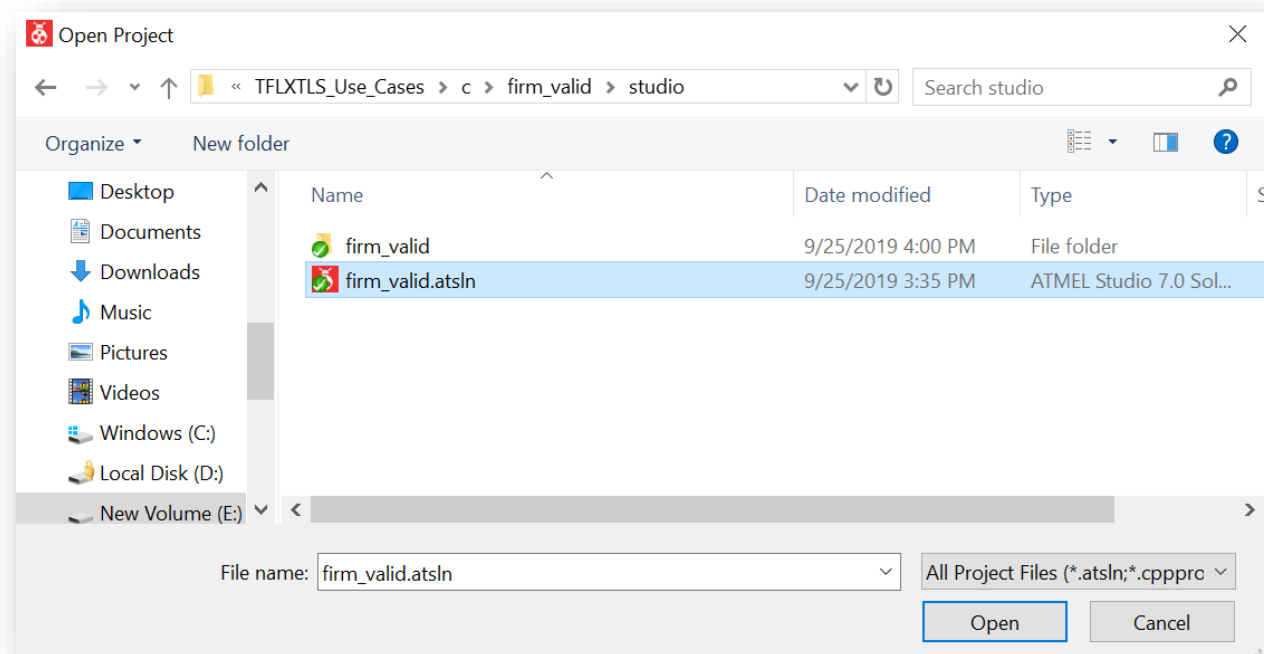 Open Project
« TFLXTLS_Use_Cases > c > firm_valid > studio
Search studio
Organize
New folder
Name
Date modified
Type
S
Desktop
Documents
Downloads
Music
Pictures
Videos
Windows (C:)
Local Disk (D:)
New Volume (E:)
firm_valid 9/25/2019 4:00 PM File folder
firm_valid.atsln 9/25/2019 3:35 PM ATMEL Studio 7.0 Sol...
File name: firm_valid.atsln
All Project Files (*.atsln;*.cppprc
Open
Cancel